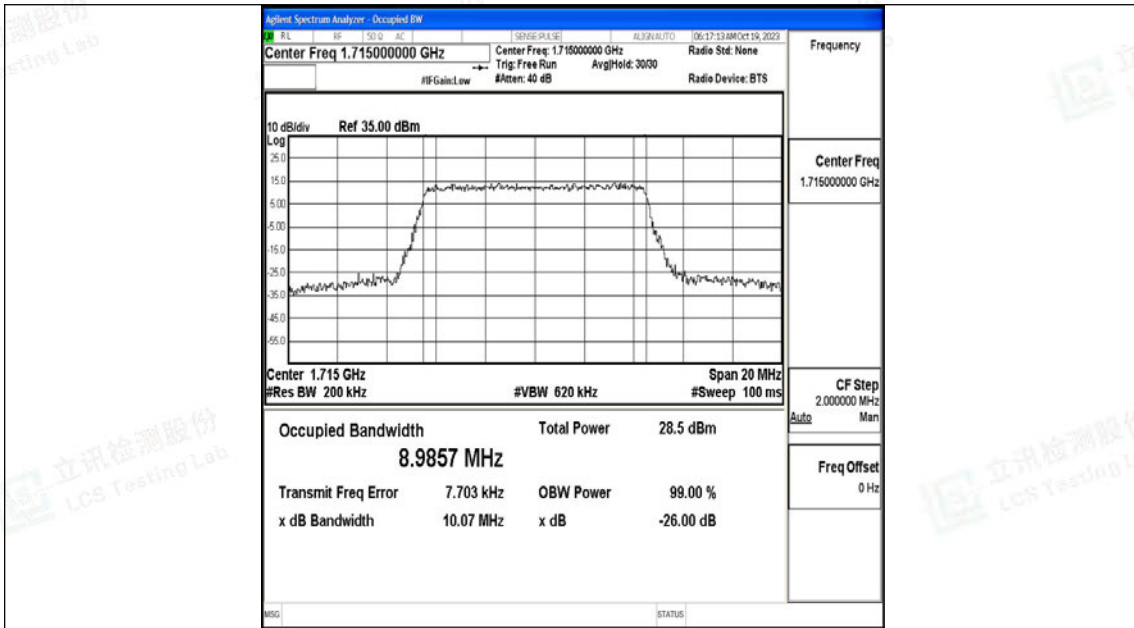 Agilent Spectrum Analyzer - Occupied BW
RL RF 50 Ω AC SENSE:PULSE ALIGNAUTO 06:17:13 AM Oct 19, 2023
Center Freq 1.715000000 GHz
Center Freq: 1.715000000 GHz
Radio Std: None
Trig: Free Run Avg|Hold: 30/30
#IFGain:Low
#Atten: 40 dB
Radio Device: BTS
10 dB/div Ref 35.00 dBm
Log
25.0
15.0
5.00
-5.00
-15.0
-25.0
-35.0
-45.0
-55.0
Center 1.715 GHz Span 20 MHz
#Res BW 200 kHz #VBW 620 kHz #Sweep 100 ms
Occupied Bandwidth Total Power 28.5 dBm
8.9857 MHz
Transmit Freq Error 7.703 kHz OBW Power 99.00 %
x dB Bandwidth 10.07 MHz x dB -26.00 dB
MSG STATUS
Frequency
Center Freq
1.715000000 GHz
CF Step
2.000000 MHz
Auto Man
Freq Offset
0 Hz
立讯检测股份
LCS Testing Lab
立讯检测股份
LCS Testing L
测股份
sting Lab
立